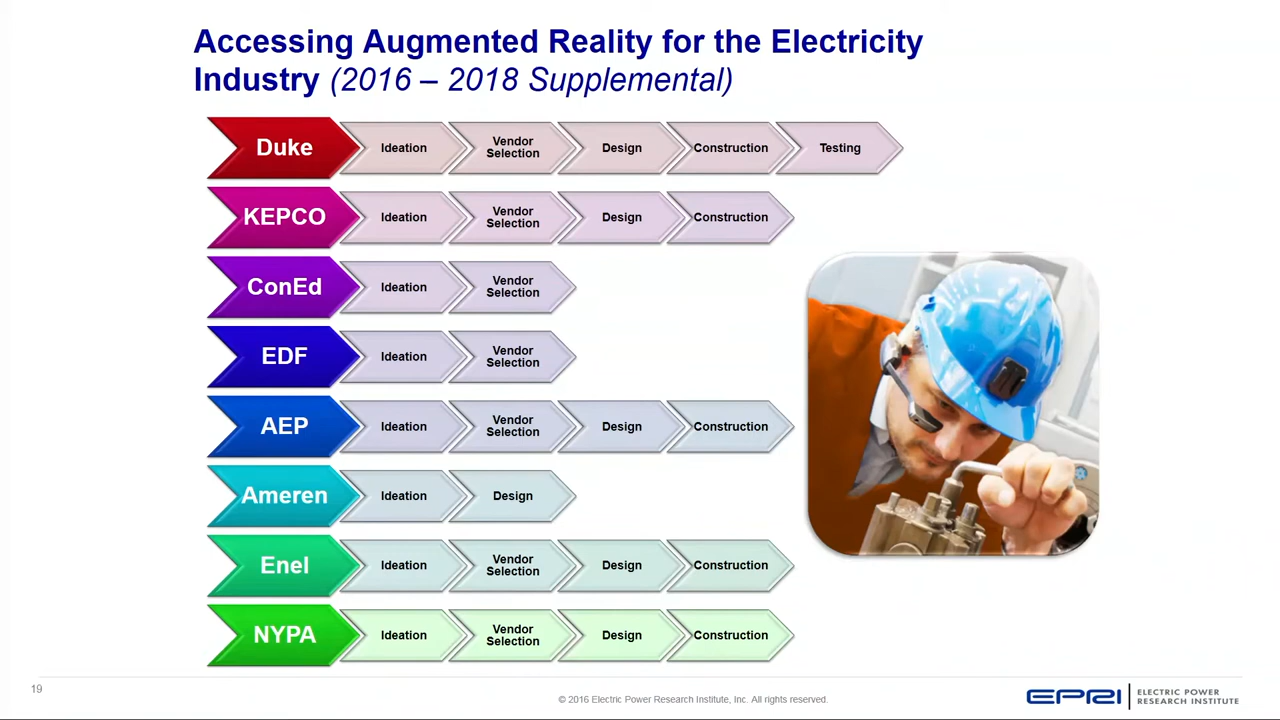 Accessing Augmented Reality for the Electricity
Industry (2016 – 2018 Supplemental)
Duke
Ideation
Vendor
Selection
Design
Construction
Testing
KEPCO
Ideation
Vendor
Selection
Design
Construction
ConEd
Ideation
Vendor
Selection
EDF
Ideation
Vendor
Selection
AEP
Ideation
Vendor
Selection
Design
Construction
Ameren
Ideation
Design
Enel
Ideation
Vendor
Selection
Design
Construction
NYPA
Ideation
Vendor
Selection
Design
Construction
19
© 2016 Electric Power Research Institute, Inc. All rights reserved.
EPRI
ELECTRIC POWER
RESEARCH INSTITUTE